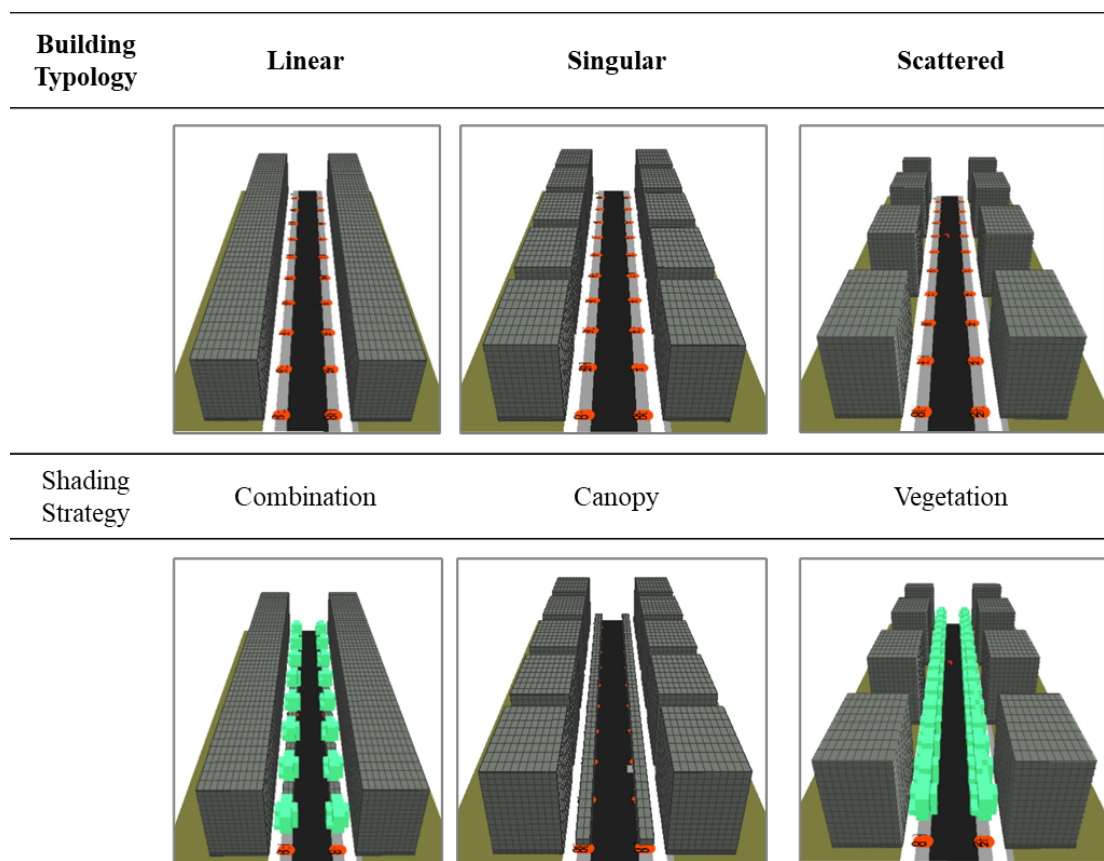 Building
Typology
Linear
Singular
Scattered
Shading
Strategy
Combination
Canopy
Vegetation